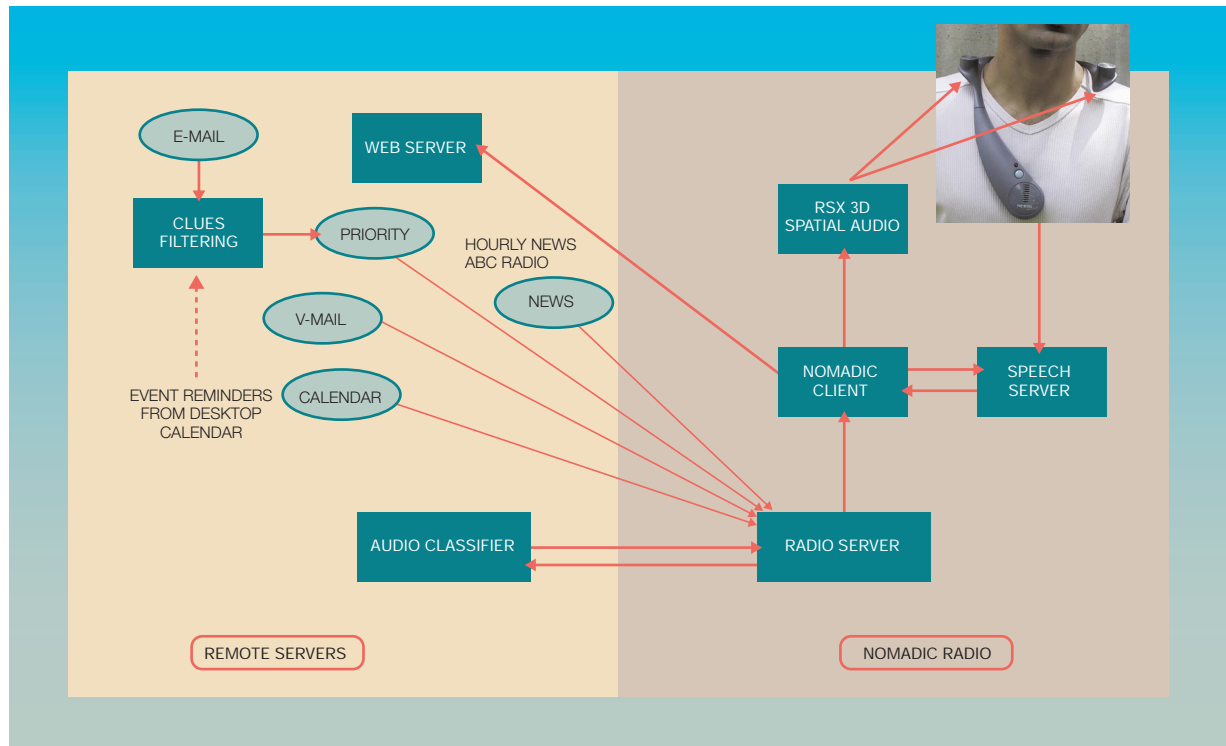 E-MAIL
WEB SERVER
CLUES
FILTERING
PRIORITY
HOURLY NEWS
ABC RADIO
NEWS
V-MAIL
EVENT REMINDERS
FROM DESKTOP
CALENDAR
CALENDAR
RSX 3D
SPATIAL AUDIO
NOMADIC
CLIENT
SPEECH
SERVER
AUDIO CLASSIFIER
RADIO SERVER
REMOTE SERVERS
NOMADIC RADIO